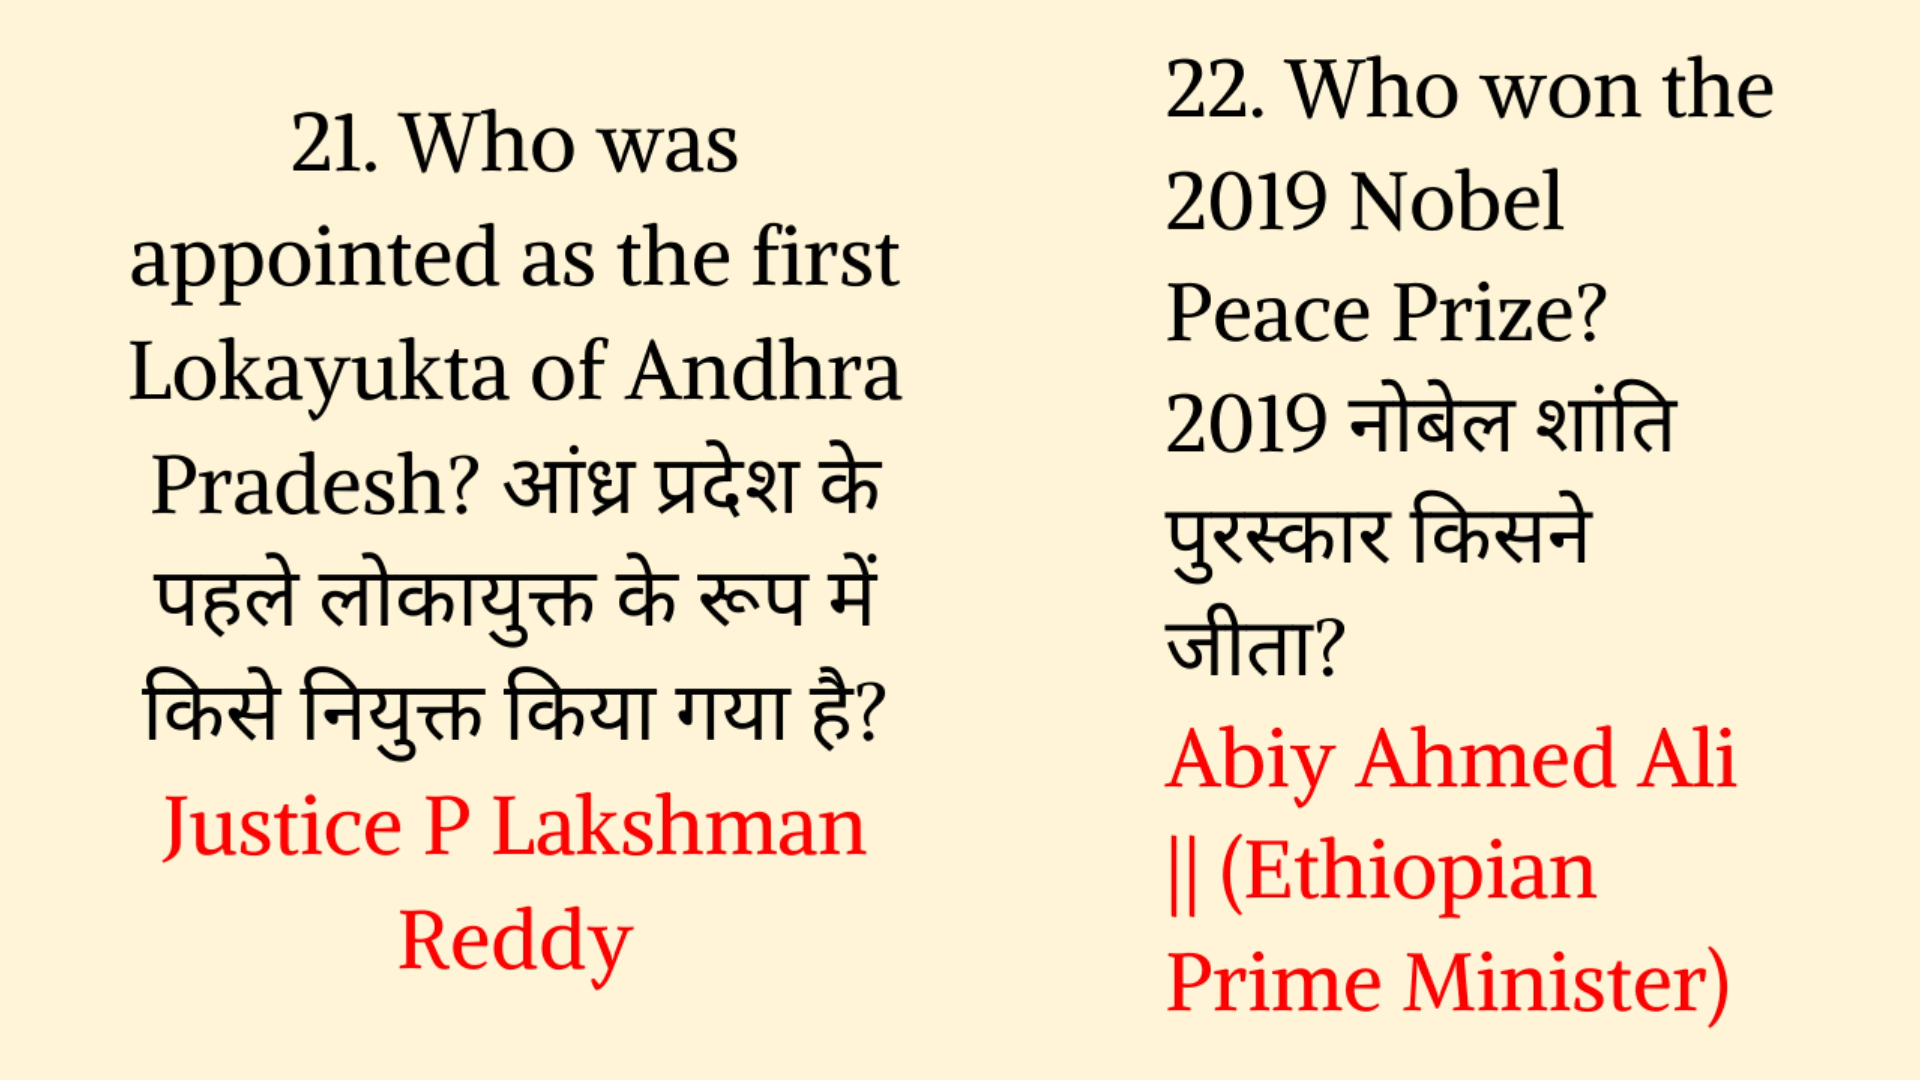 21. Who was
appointed as the first
Lokayukta of Andhra
Pradesh? आंध्र प्रदेश के
पहले लोकायुक्त के रूप में
किसे नियुक्त किया गया है?
Justice P Lakshman
Reddy
22. Who won the
2019 Nobel
Peace Prize?
2019 नोबेल शांति
पुरस्कार किसने
जीता?
Abiy Ahmed Ali
|| (Ethiopian
Prime Minister)